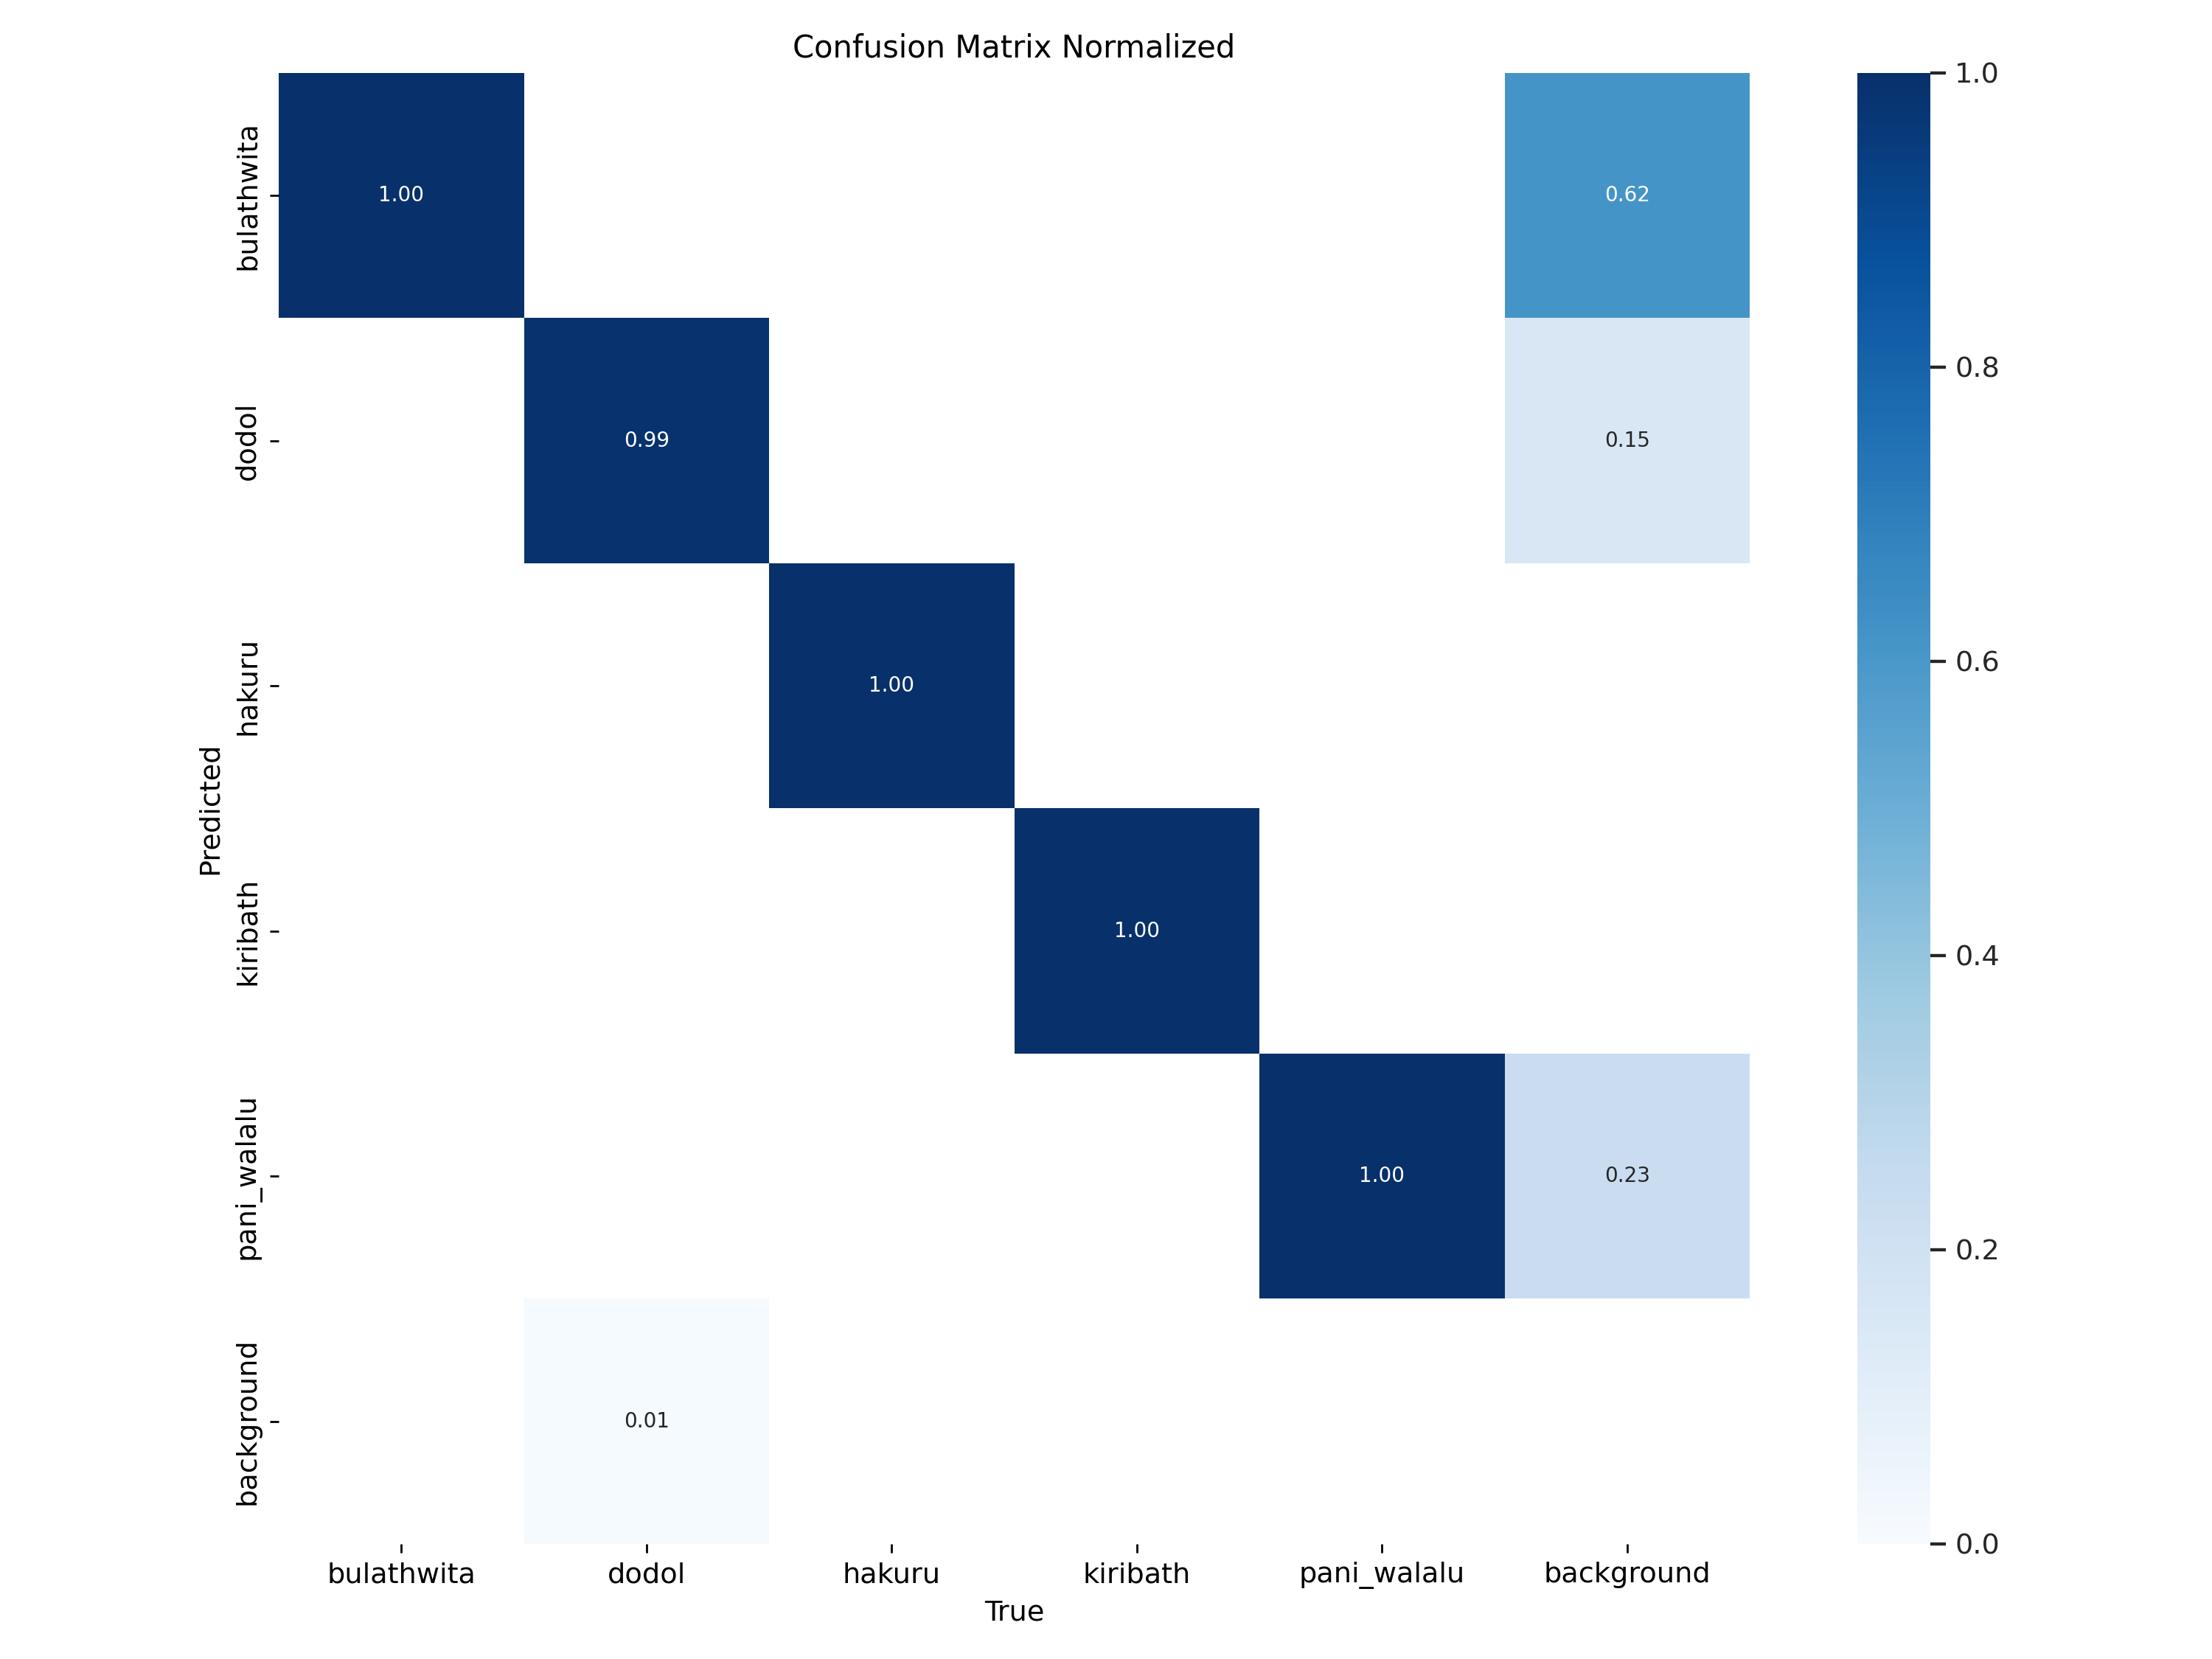 Confusion Matrix Normalized
bulathwita
dodol
hakuru
kiribath
pani_walalu
background
Predicted
1.00
0.62
0.99
0.15
1.00
1.00
1.00
0.23
0.01
bulathwita
dodol
hakuru
kiribath
pani_walalu
background
True
1.0
0.8
0.6
0.4
0.2
0.0